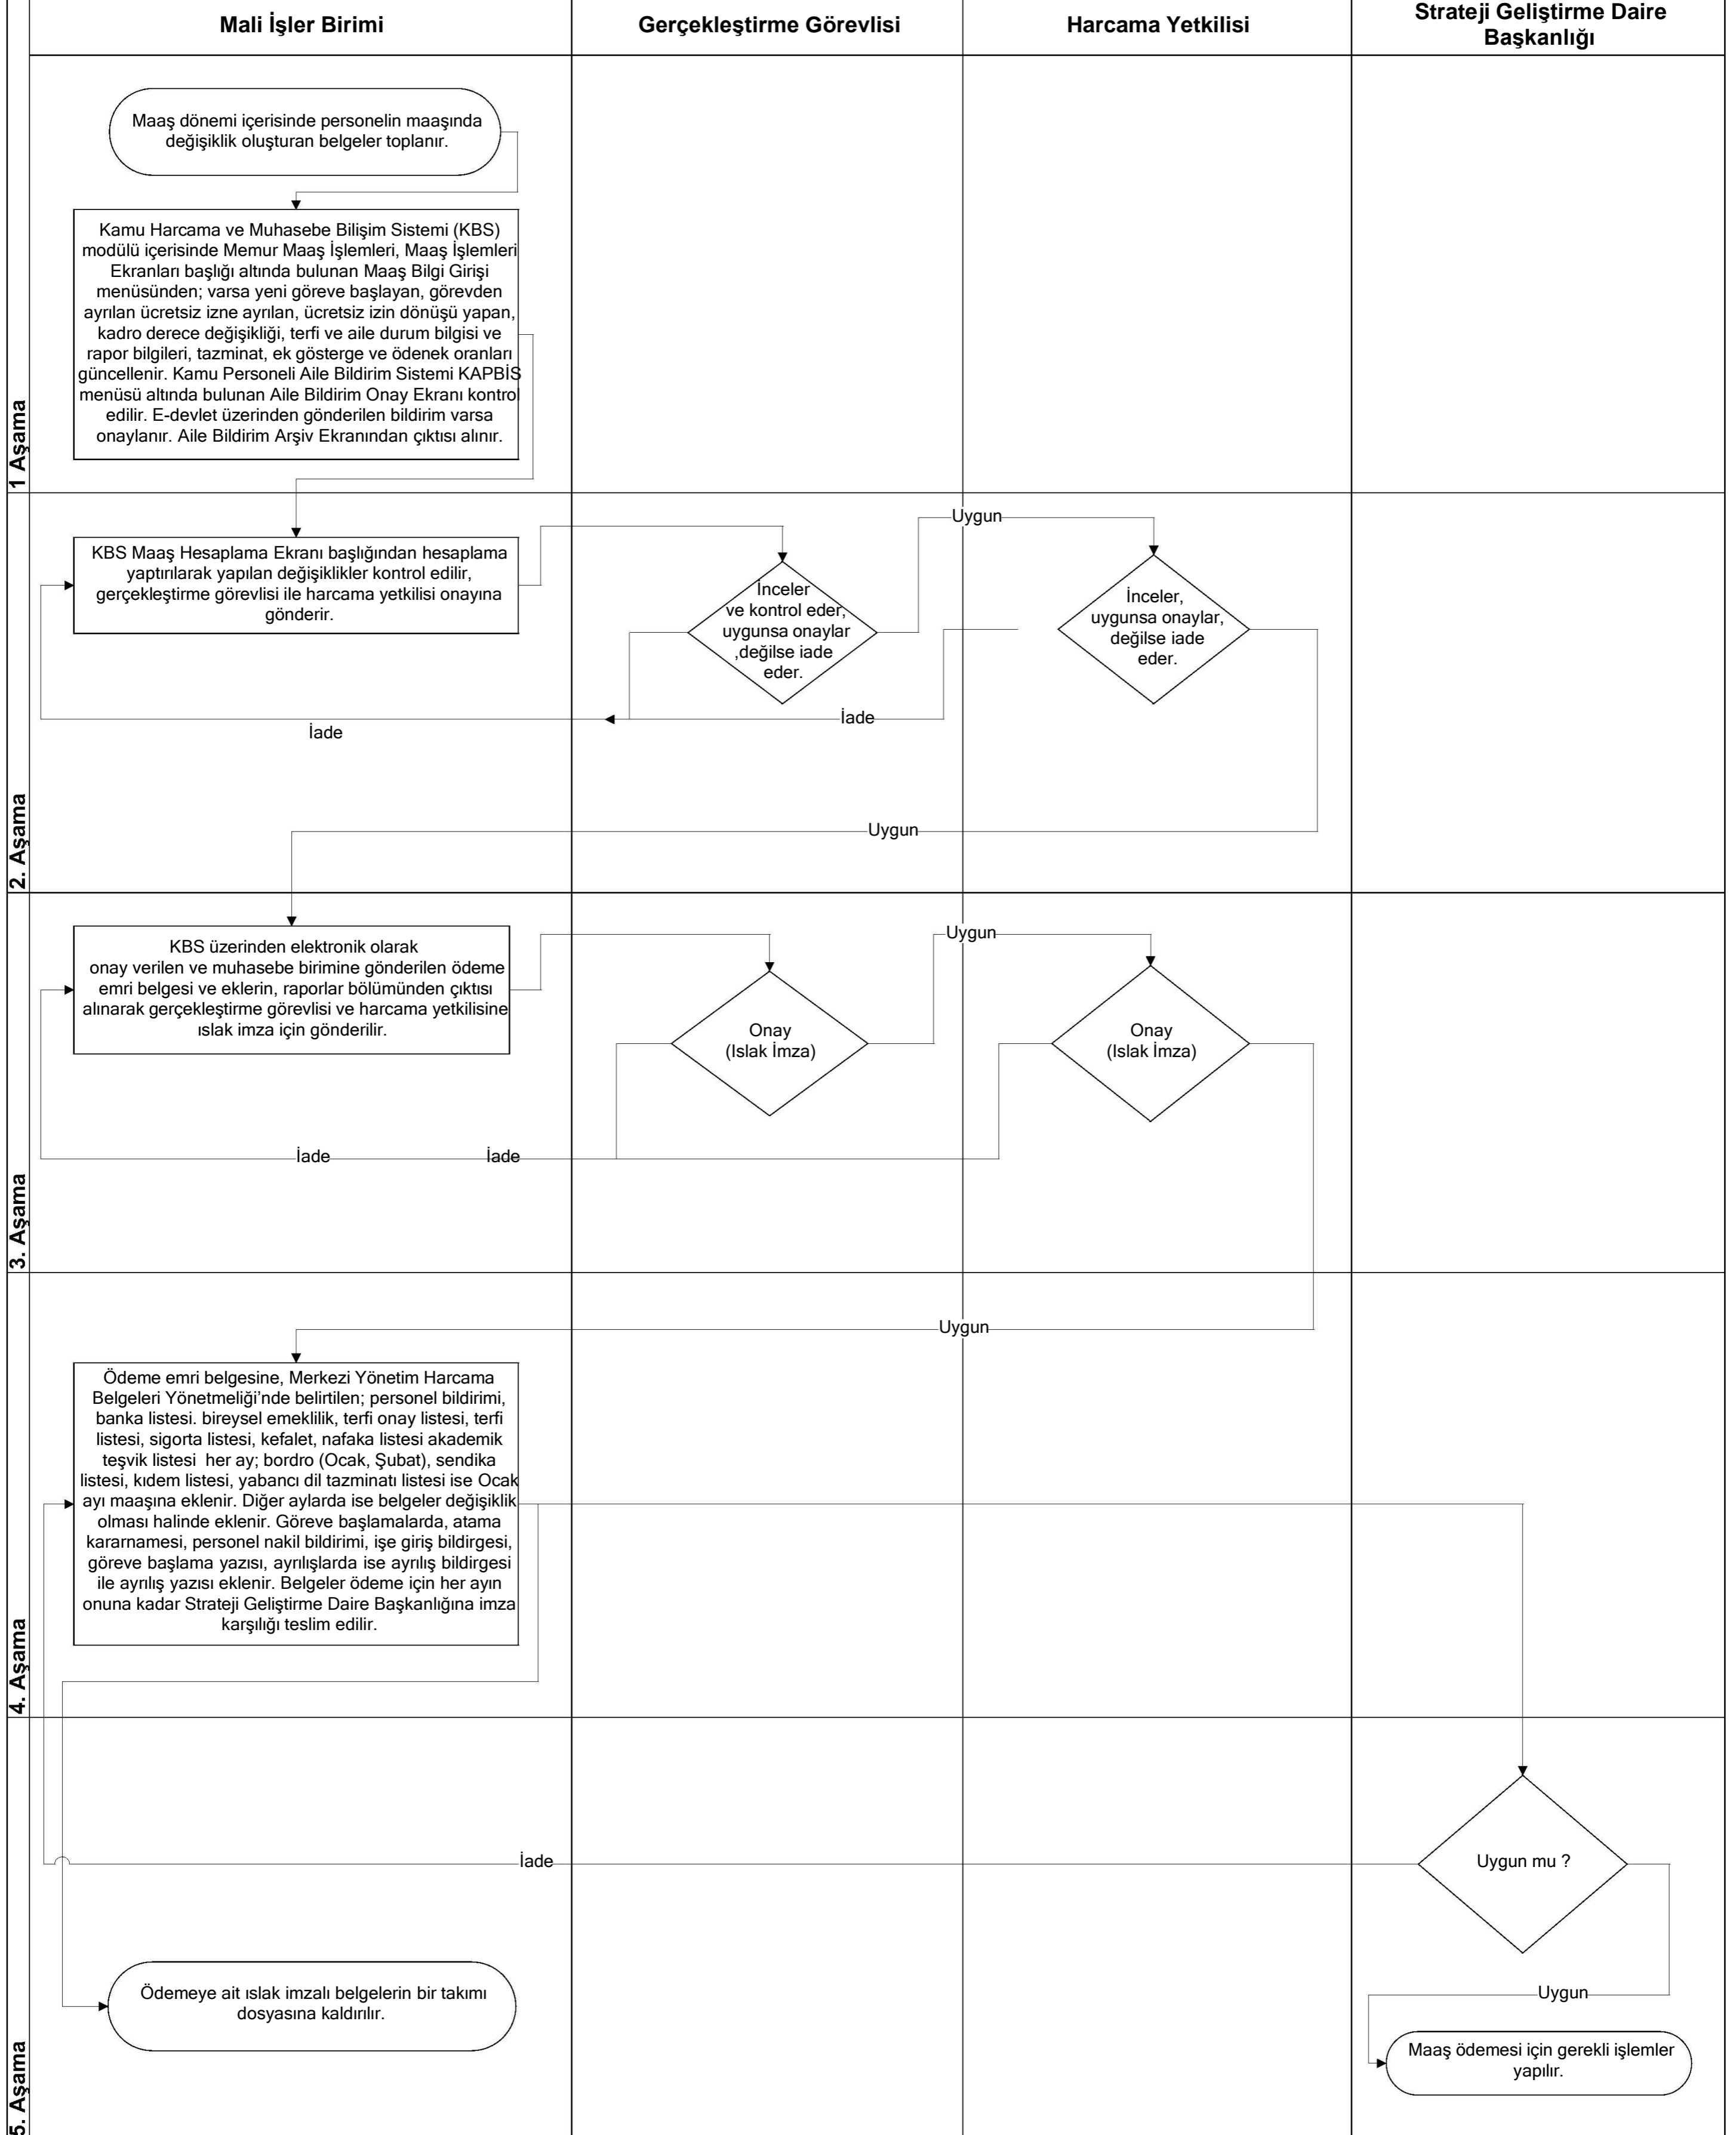 Mali İşler Birimi
Gerçekleştirme Görevlisi
Harcama Yetkilisi
Strateji Geliştirme Daire
Başkanlığı
1 Aşama
Maaş dönemi içerisinde personelin maaşında
değişiklik oluşturan belgeler toplanır.
Kamu Harcama ve Muhasebe Bilişim Sistemi (KBS)
modülü içerisinde Memur Maaş İşlemleri, Maaş İşlemleri
Ekranları başlığı altında bulunan Maaş Bilgi Girişi
menüsünden; varsa yeni göreve başlayan, görevden
ayrılan ücretsiz izne ayrılan, ücretsiz izin dönüşü yapan,
kadro derece değişikliği, terfi ve aile durum bilgisi ve
rapor bilgileri, tazminat, ek gösterge ve ödenek oranları
güncellenir. Kamu Personeli Aile Bildirim Sistemi KAPBİS
menüsü altında bulunan Aile Bildirim Onay Ekranı kontrol
edilir. E-devlet üzerinden gönderilen bildirim varsa
onaylanır. Aile Bildirim Arşiv Ekranından çıktısı alınır.
2. Aşama
KBS Maaş Hesaplama Ekranı başlığından hesaplama
yaptırılarak yapılan değişiklikler kontrol edilir,
gerçekleştirme görevlisi ile harcama yetkilisi onayına
gönderir.
İnceler
ve kontrol eder,
uygunsa onaylar
,değilse iade
eder.
Uygun
İnceler,
uygunsa onaylar,
değilse iade
eder.
İade
İade
Uygun
3. Aşama
KBS üzerinden elektronik olarak
onay verilen ve muhasebe birimine gönderilen ödeme
emri belgesi ve eklerin, raporlar bölümünden çıktısı
alınarak gerçekleştirme görevlisi ve harcama yetkilisine
ıslak imza için gönderilir.
Onay
(Islak İmza)
Uygun
Onay
(Islak İmza)
İade
İade
Uygun
4. Aşama
Ödeme emri belgesine, Merkezi Yönetim Harcama
Belgeleri Yönetmeliği’nde belirtilen; personel bildirimi,
banka listesi. bireysel emeklilik, terfi onay listesi, terfi
listesi, sigorta listesi, kefalet, nafaka listesi akademik
teşvik listesi her ay; bordro (Ocak, Şubat), sendika
listesi, kıdem listesi, yabancı dil tazminatı listesi ise Ocak
ayı maaşına eklenir. Diğer aylarda ise belgeler değişiklik
olması halinde eklenir. Göreve başlamalarda, atama
kararnamesi, personel nakil bildirimi, işe giriş bildirgesi,
göreve başlama yazısı, ayrılışlarda ise ayrılış bildirgesi
ile ayrılış yazısı eklenir. Belgeler ödeme için her ayın
onuna kadar Strateji Geliştirme Daire Başkanlığına imza
karşılığı teslim edilir.
5. Aşama
İade
Uygun mu ?
Uygun
Ödemeye ait ıslak imzalı belgelerin bir takımı
dosyasına kaldırılır.
Maaş ödemesi için gerekli işlemler
yapılır.